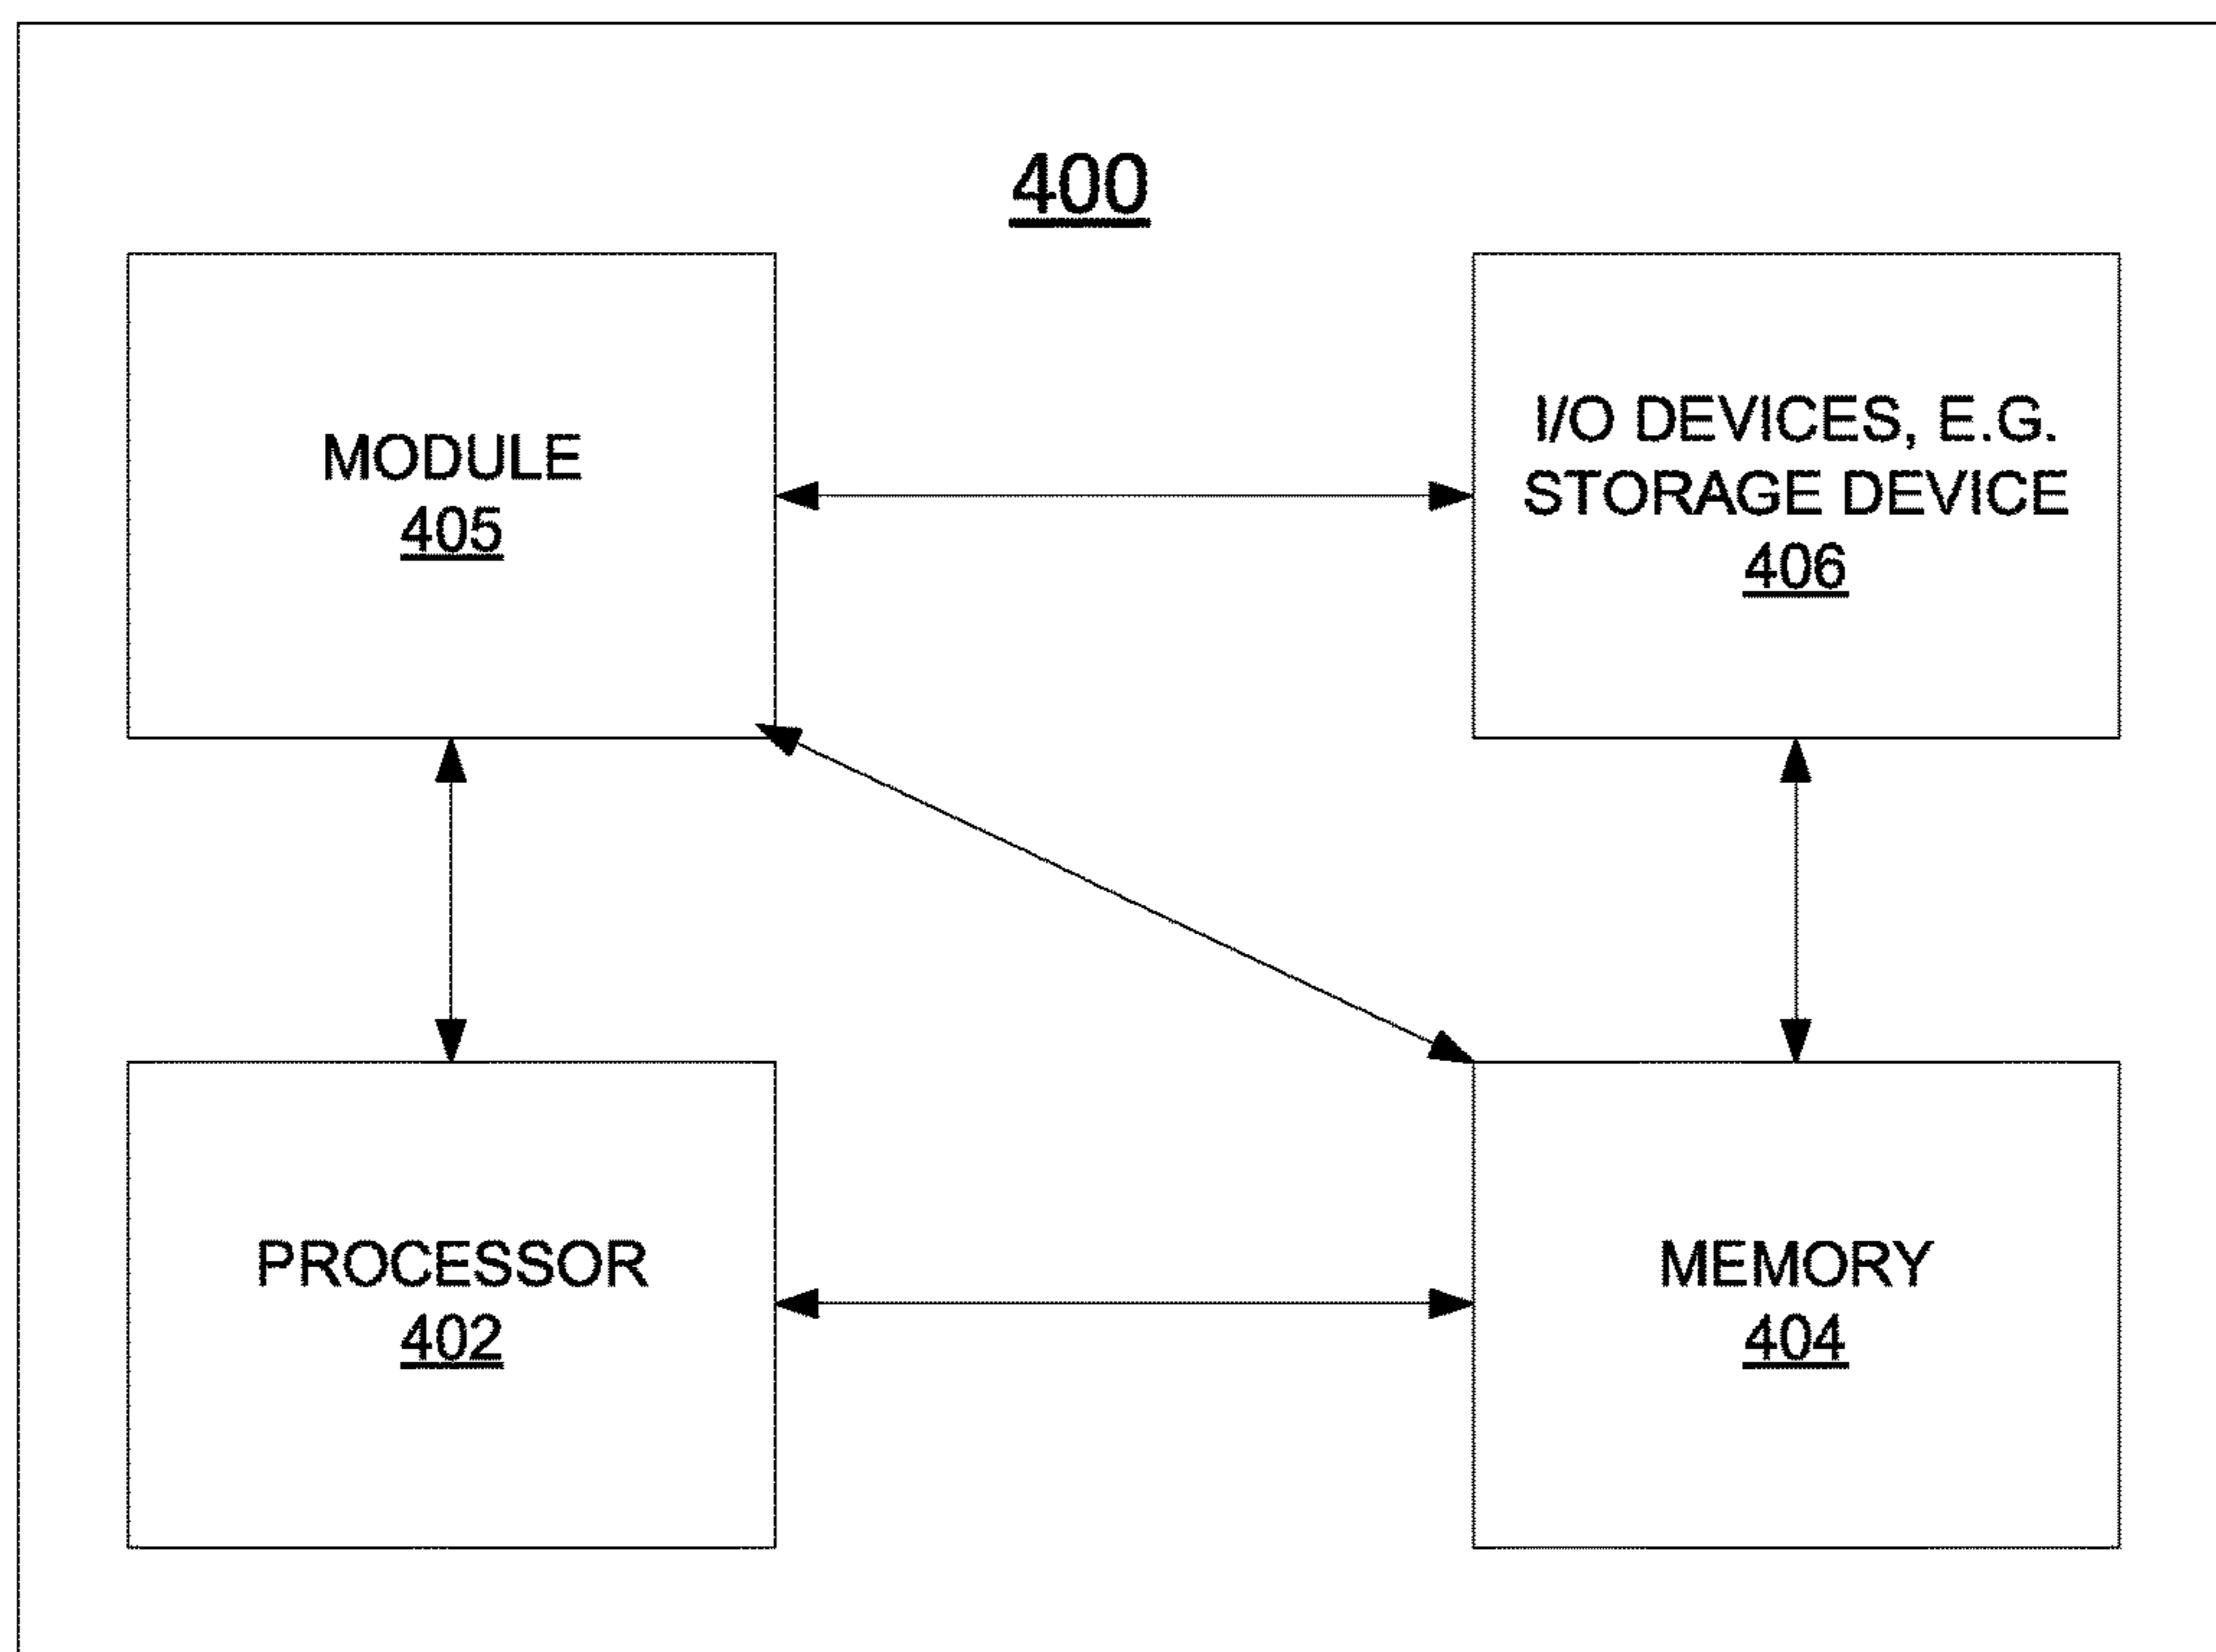 400
MODULE
405
I/O DEVICES, E.G.
STORAGE DEVICE
406
PROCESSOR
402
MEMORY
404